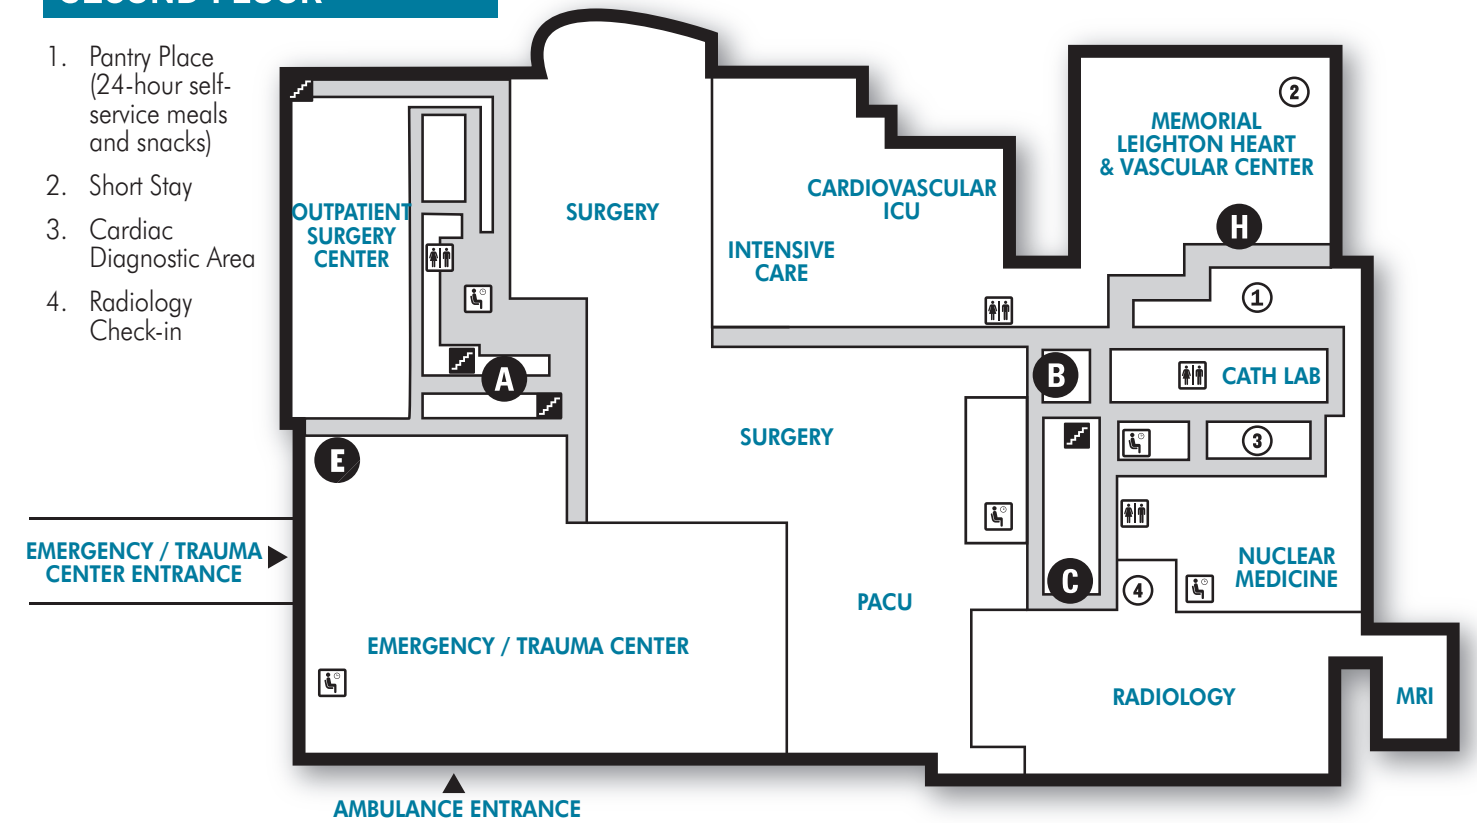 SECOND FLOOR
1. Pantry Place
(24-hour self-
service meals
and snacks)
2. Short Stay
3. Cardiac
Diagnostic Area
4. Radiology
Check-in
2
MEMORIAL
LEIGHTON HEART
& VASCULAR CENTER
CARDIOVASCULAR
ICU
OUTPATIENT
SURGERY
CENTER
SURGERY
H
INTENSIVE
CARE
1
A
B
CATH LAB
SURGERY
3
E
EMERGENCY / TRAUMA
CENTER ENTRANCE
NUCLEAR
MEDICINE
C
4
PACU
EMERGENCY / TRAUMA CENTER
RADIOLOGY
MRI
AMBULANCE ENTRANCE